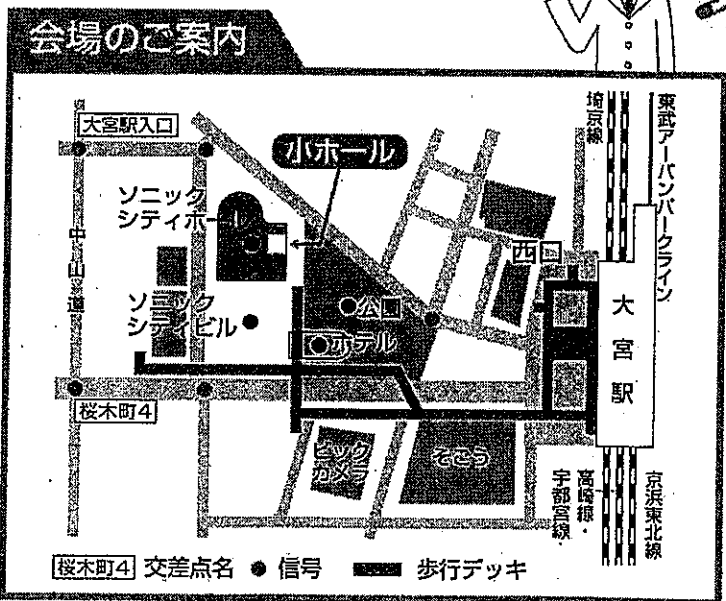 会場のご案内
大宮駅入口
小ホール
ソニック
シティホール
中山道
ソニック
シティビル
公園
ホテル
桜木町4
ビック
カメラ
そごう
西口
埼京線
東武アーバンパークライン
大宮駅
高崎線・
宇都宮線・
京浜東北線
桜木町4 交差点名 ● 信号 歩行デッキ